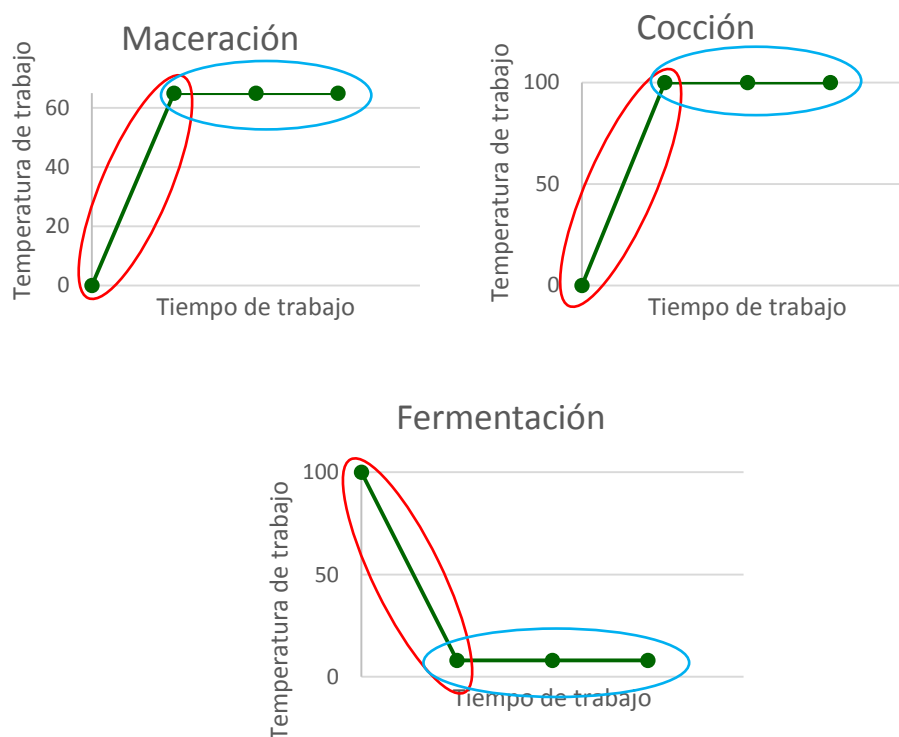 Maceración
Temperatura de trabajo
60
40
20
0
Tiempo de trabajo
Cocción
Temperatura de trabajo
100
50
0
Tiempo de trabajo
Fermentación
Temperatura de trabajo
100
50
0
Tiempo de trabajo